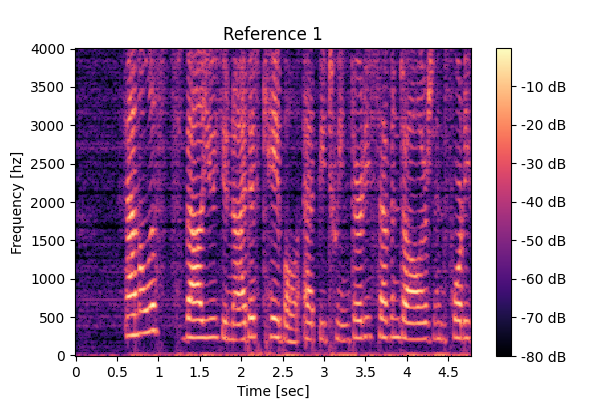 Reference 1
4000
3500
3000
2500
2000
1500
1000
500
0
Frequency [hz]
0 0.5 1 1.5 2 2.5 3 3.5 4 4.5
Time [sec]
-10 dB
-20 dB
-30 dB
-40 dB
-50 dB
-60 dB
-70 dB
-80 dB